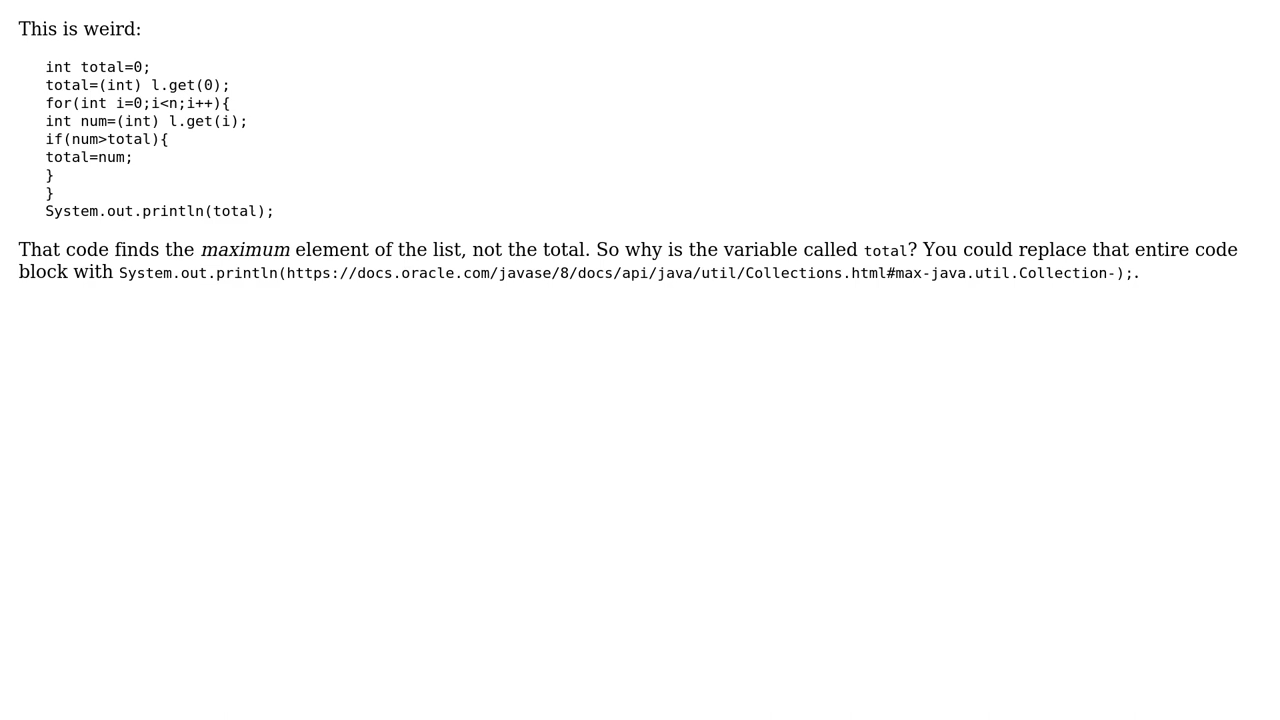 This is weird:
int total=0;
total=(int) l.get(0);
for(int i=0;i<n;i++){
int num=(int) l.get(i);
if(num>total){
total=num;
}
}
System.out.println(total);
That code finds the maximum element of the list, not the total. So why is the variable called total? You could replace that entire code
block with System.out.println(https://docs.oracle.com/javase/8/docs/api/java/util/Collections.html#max-java.util.Collection-);.